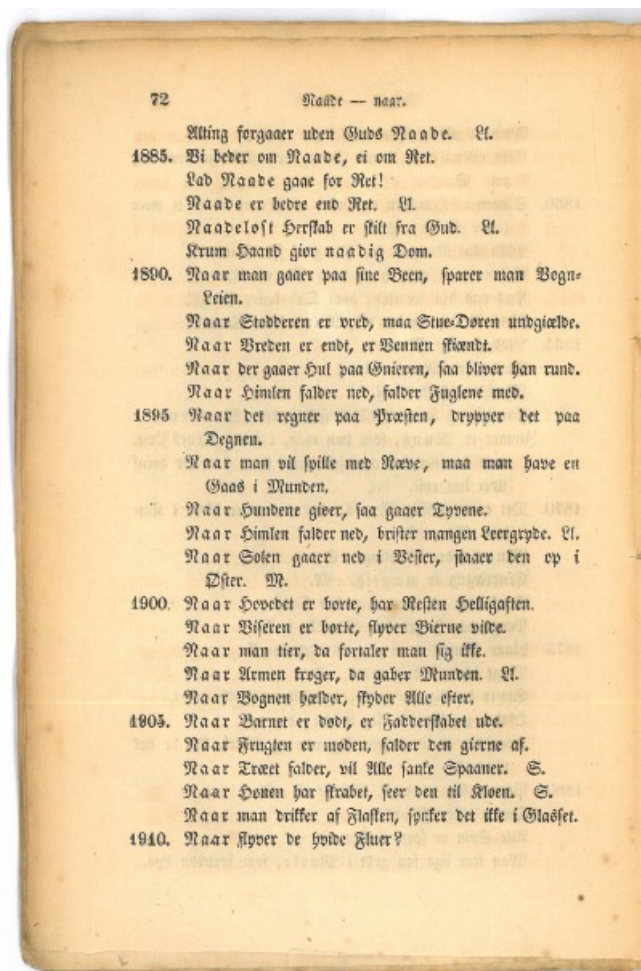 72 Naade — naar.
Alting forgaaer uden Guds Naade. Ll.
1885. Vi beder om Naade, ei om Ret.
Lad Naade gaae for Ret!
Naade er bedre end Ret. Ll.
Naadeløst Herskab er skilt fra Gud. Ll.
Krum Haand giør naadig Dom.
1890. Naar man gaaer paa sine Been, sparer man Vogn-
Leien.
Naar Stodderen er vred, maa Stue-Døren undgiælde.
Naar Vreden er endt, er Vennen skiændt.
Naar der gaaer Hul paa Gnieren, saa bliver han rund.
Naar Himlen falder ned, falder Fuglene med.
1895 Naar det regner paa Præsten, drypper det paa
Degnen.
Naar man vil spille med Ræve, maa man have en
Gaas i Munden.
Naar Hundene giøer, saa gaaer Tyvene.
Naar Himlen falder ned, brister mangen Leergryde. Ll.
Naar Solen gaaer ned i Vester, staaer den op i
Øster. M.
1900. Naar Hovedet er borte, har Resten Helligaften.
Naar Viseren er borte, flyver Bierne vilde.
Naar man tier, da fortaler man sig ikke.
Naar Armen krøger, da gaber Munden. Ll.
Naar Vognen hælder, skyder Alle efter.
1905. Naar Barnet er dødt, er Fadderskabet ude.
Naar Frugten er moden, falder den gierne af.
Naar Træet falder, vil Alle sanke Spaaner. S.
Naar Hønen har skrabet, seer den til Kloen. S.
Naar man drikker af Flasken, synker det ikke i Glasset.
1910. Naar flyver de hvide Fluer?